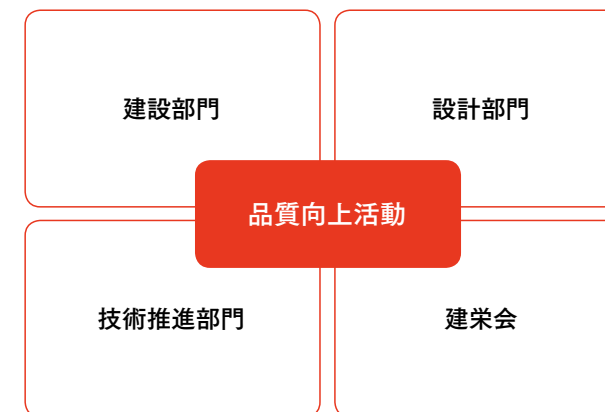 建設部門
設計部門
品質向上活動
技術推進部門
建栄会